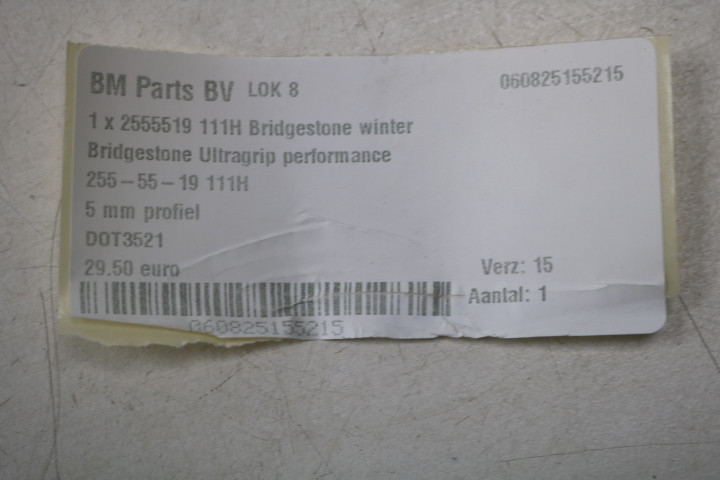 BM Parts BV LOK 8 060825155215
1 x 2555519 111H Bridgestone winter
Bridgestone Ultragrip performance
255-55-19 111H
5 mm profiel
DOT3521
29.50 euro Verz: 15
Aantal: 1
060825155215